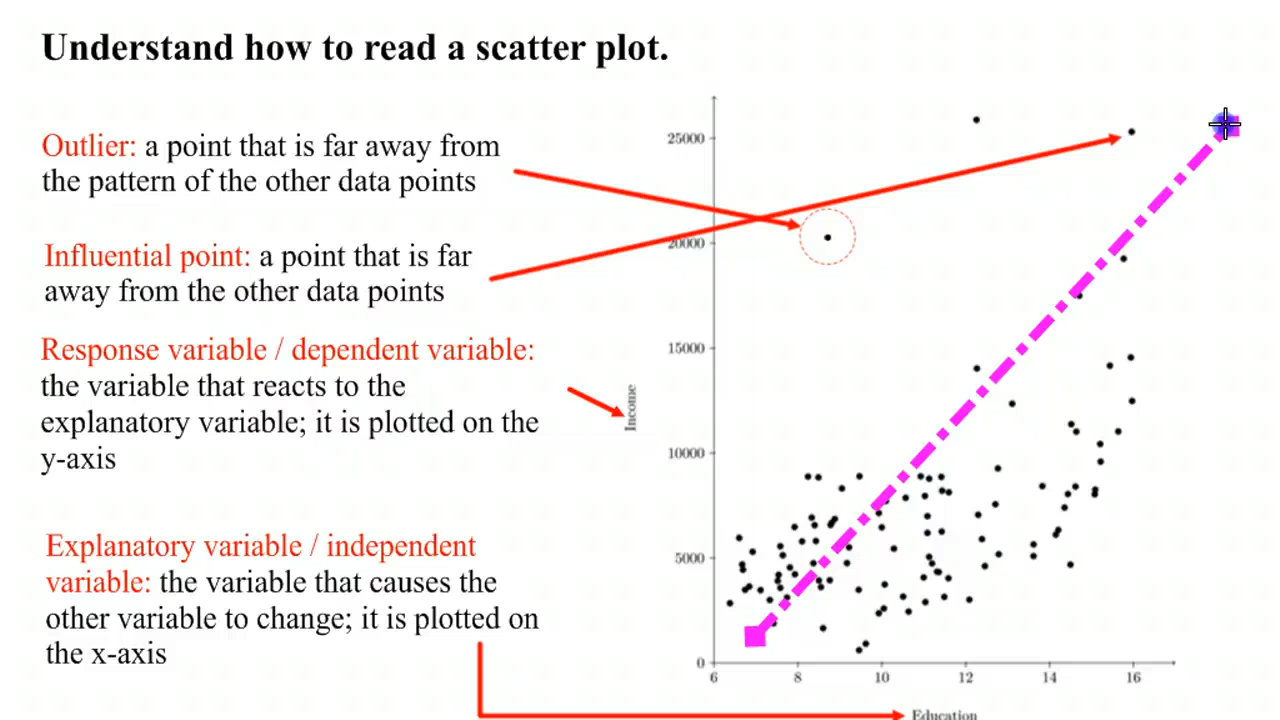 Understand how to read a scatter plot.
Outlier: a point that is far away from
the pattern of the other data points
Influential point: a point that is far
away from the other data points
Response variable / dependent variable:
the variable that reacts to the
explanatory variable; it is plotted on the
y-axis
Explanatory variable / independent
variable: the variable that causes the
other variable to change; it is plotted on
the x-axis
25000
20000
15000
10000
5000
0
Income
6 8 10 12 14 16
Education